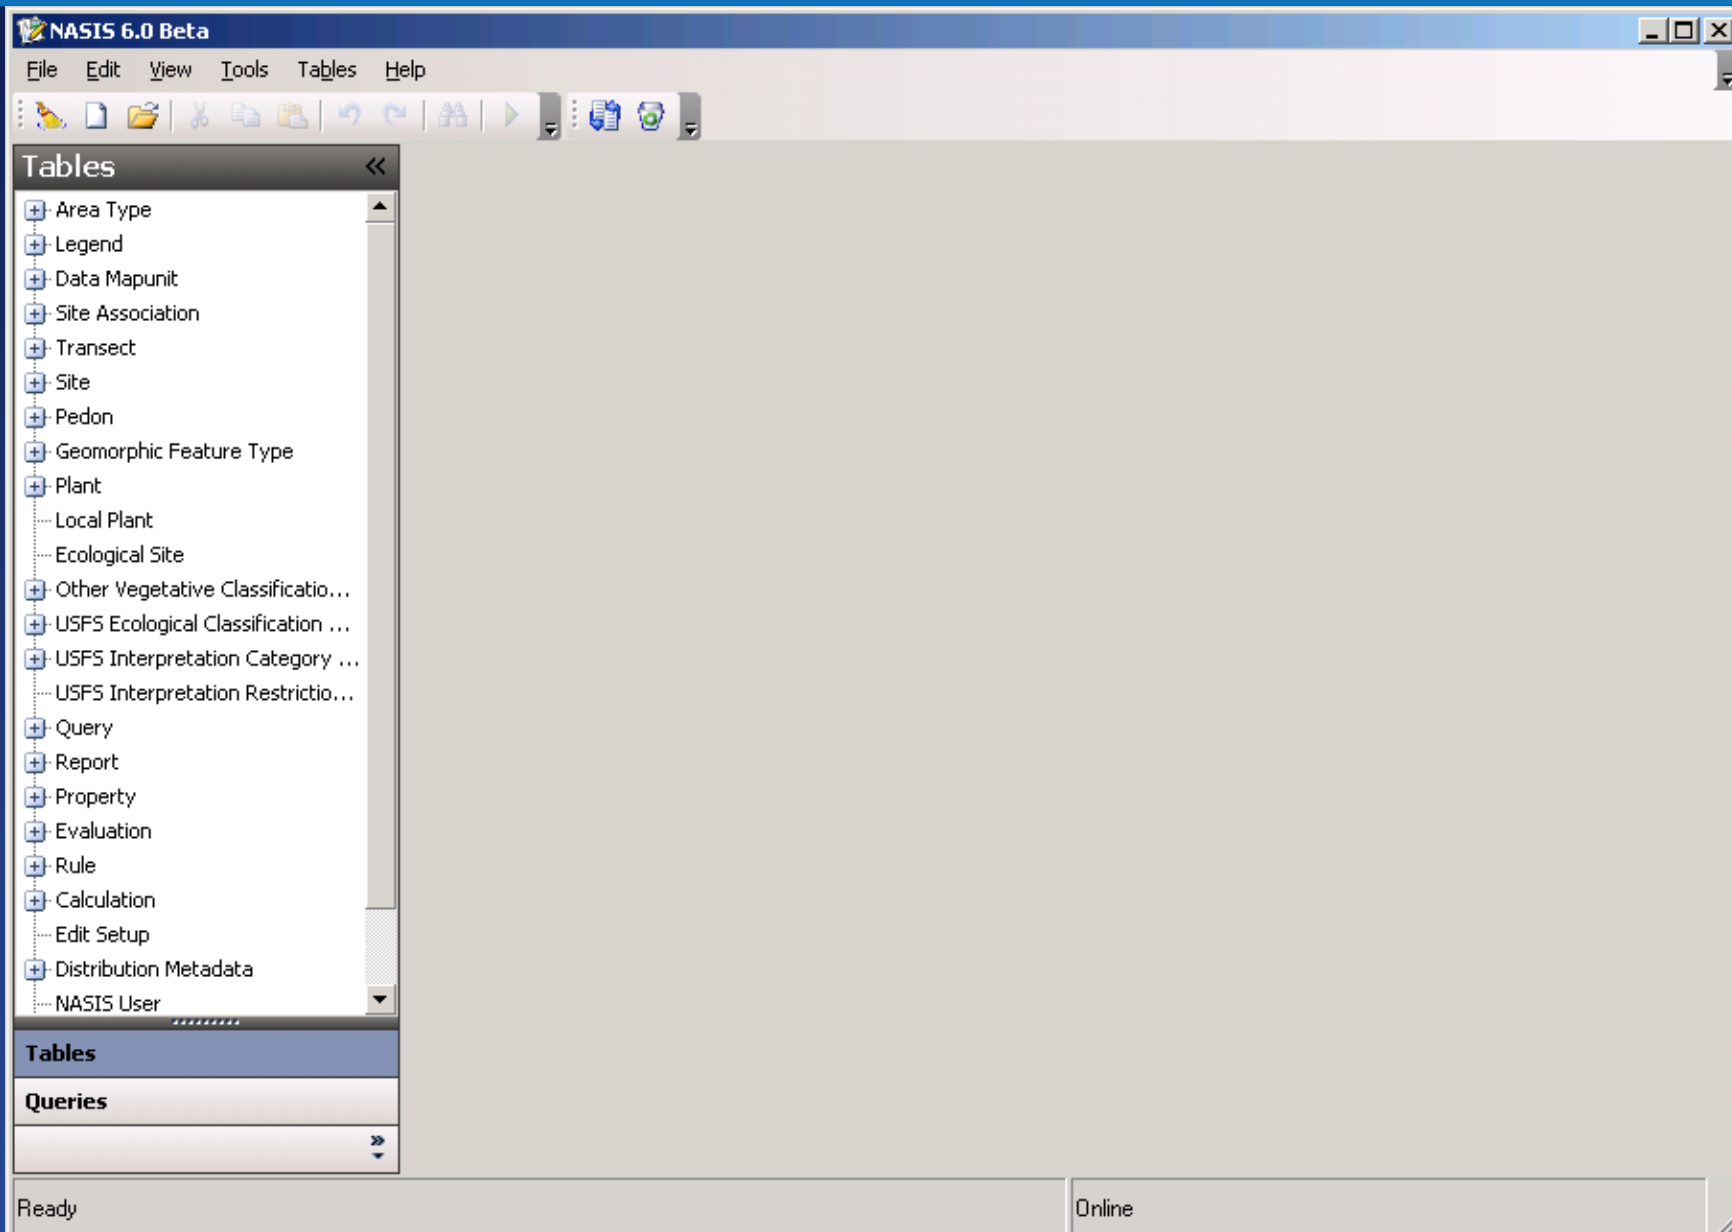 NASIS 6.0 Beta
File Edit View Tools Tables Help
Tables
Area Type
Legend
Data Mapunit
Site Association
Transect
Site
Pedon
Geomorphic Feature Type
Plant
Local Plant
Ecological Site
Other Vegetative Classificatio...
USFS Ecological Classification ...
USFS Interpretation Category ...
USFS Interpretation Restrictio...
Query
Report
Property
Evaluation
Rule
Calculation
Edit Setup
Distribution Metadata
NASIS User
Tables
Queries
Ready Online